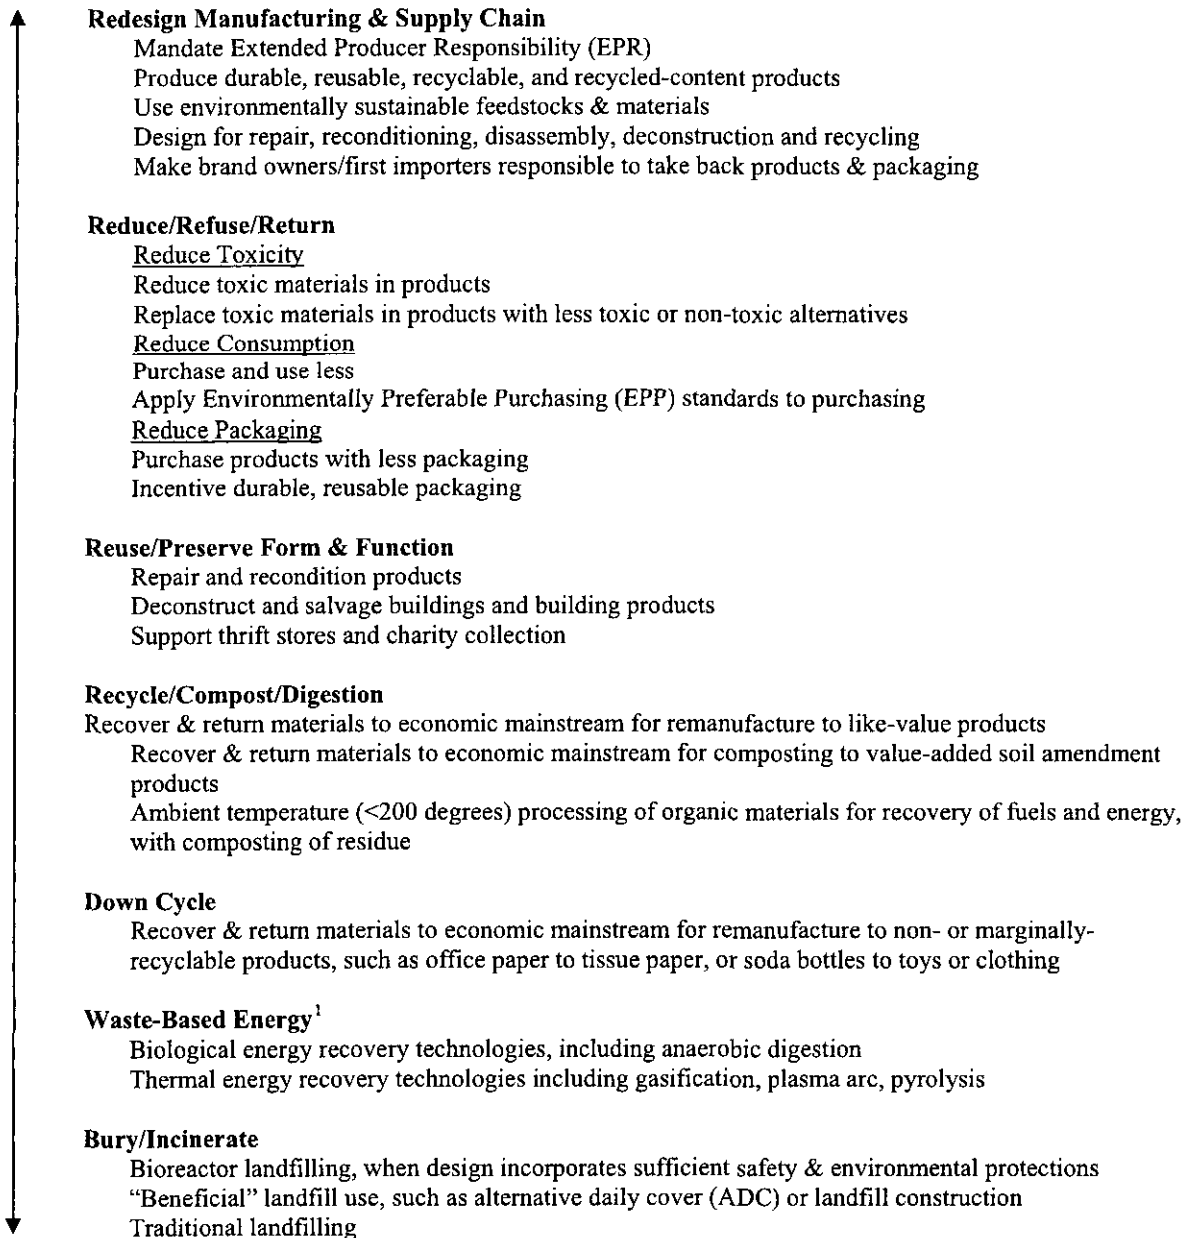 Redesign Manufacturing & Supply Chain
Mandate Extended Producer Responsibility (EPR)
Produce durable, reusable, recyclable, and recycled-content products
Use environmentally sustainable feedstocks & materials
Design for repair, reconditioning, disassembly, deconstruction and recycling
Make brand owners/first importers responsible to take back products & packaging
Reduce/Refuse/Return
Reduce Toxicity
Reduce toxic materials in products
Replace toxic materials in products with less toxic or non-toxic alternatives
Reduce Consumption
Purchase and use less
Apply Environmentally Preferable Purchasing (EPP) standards to purchasing
Reduce Packaging
Purchase products with less packaging
Incentive durable, reusable packaging
Reuse/Preserve Form & Function
Repair and recondition products
Deconstruct and salvage buildings and building products
Support thrift stores and charity collection
Recycle/Compost/Digestion
Recover & return materials to economic mainstream for remanufacture to like-value products
Recover & return materials to economic mainstream for composting to value-added soil amendment
products
Ambient temperature (<200 degrees) processing of organic materials for recovery of fuels and energy,
with composting of residue
Down Cycle
Recover & return materials to economic mainstream for remanufacture to non- or marginally-
recyclable products, such as office paper to tissue paper, or soda bottles to toys or clothing
Waste-Based Energy¹
Biological energy recovery technologies, including anaerobic digestion
Thermal energy recovery technologies including gasification, plasma arc, pyrolysis
Bury/Incinerate
Bioreactor landfilling, when design incorporates sufficient safety & environmental protections
“Beneficial” landfill use, such as alternative daily cover (ADC) or landfill construction
Traditional landfilling